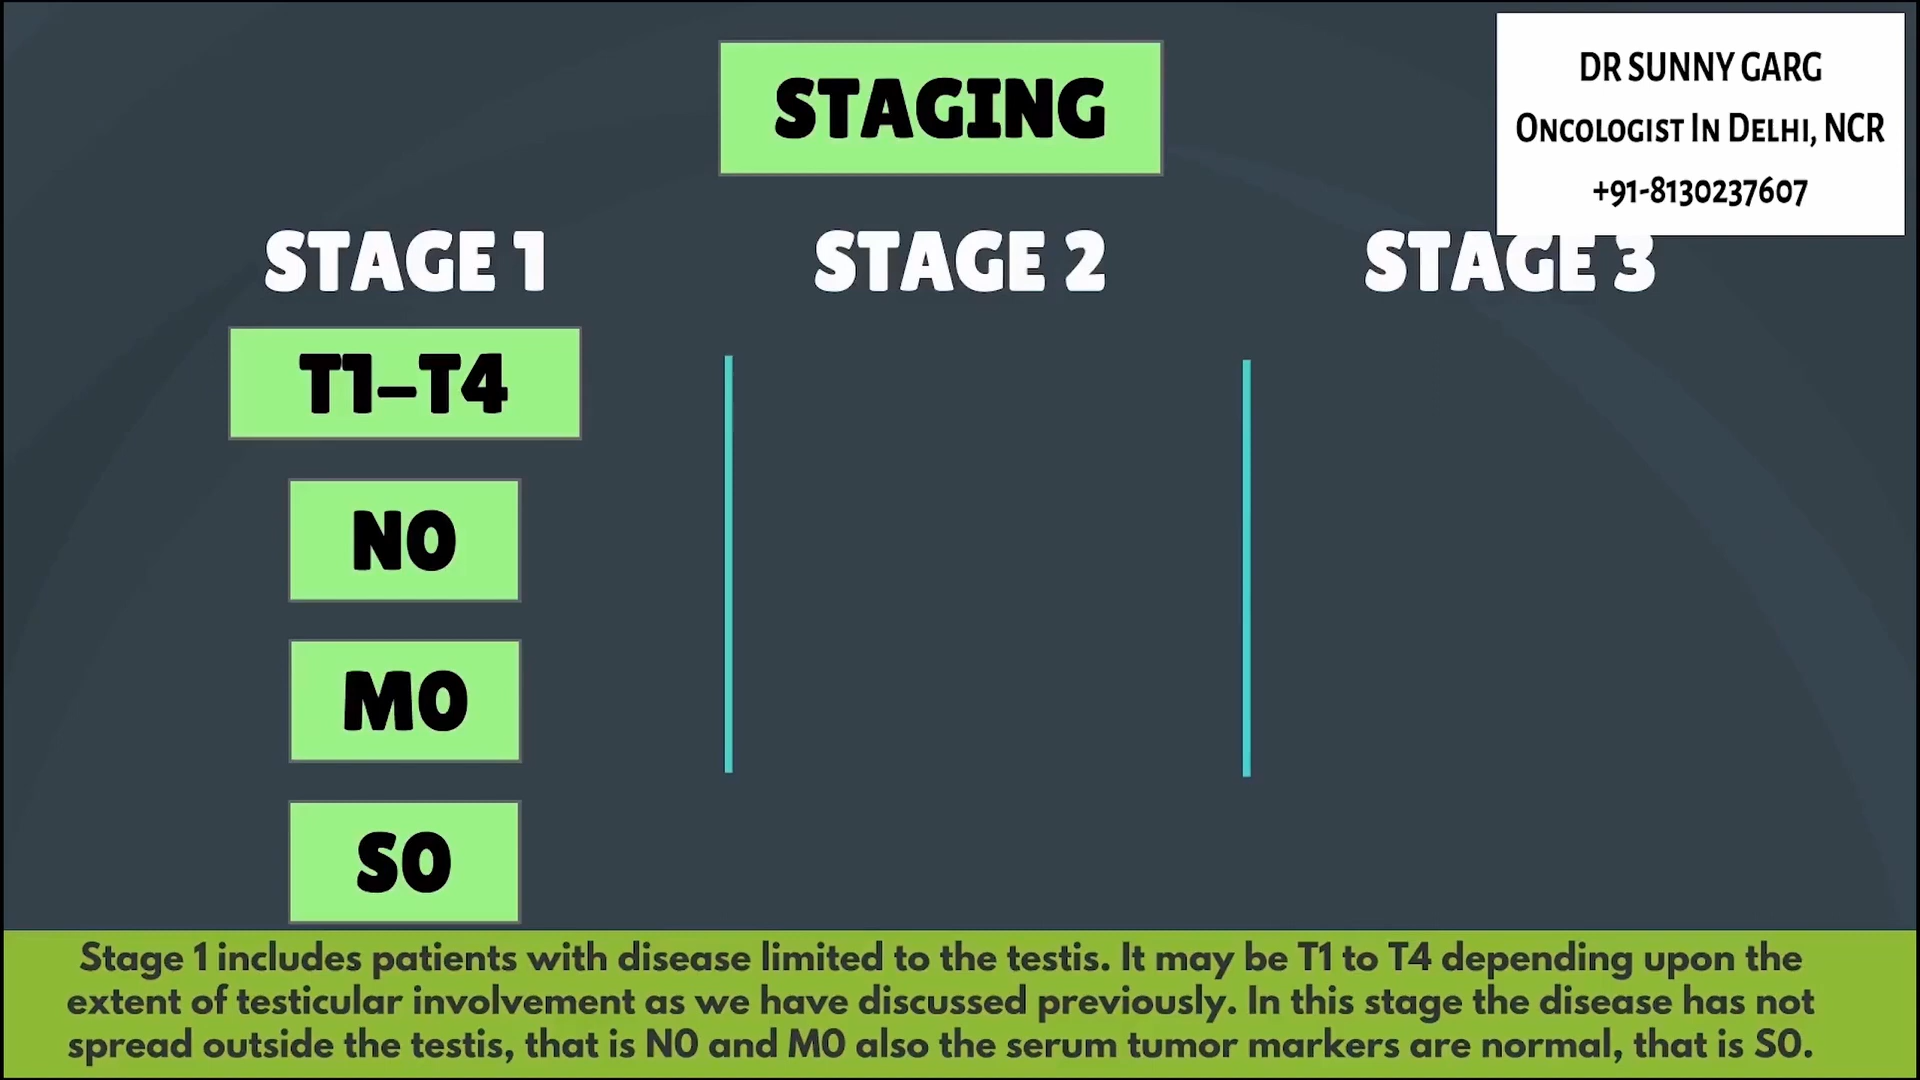 STAGING
DR SUNNY GARG
ONCOLOGIST IN DELHI, NCR
+91-8130237607
STAGE 1
STAGE 2
STAGE 3
T1-T4
N0
M0
S0
Stage 1 includes patients with disease limited to the testis. It may be T1 to T4 depending upon the
extent of testicular involvement as we have discussed previously. In this stage the disease has not
spread outside the testis, that is N0 and M0 also the serum tumor markers are normal, that is S0.